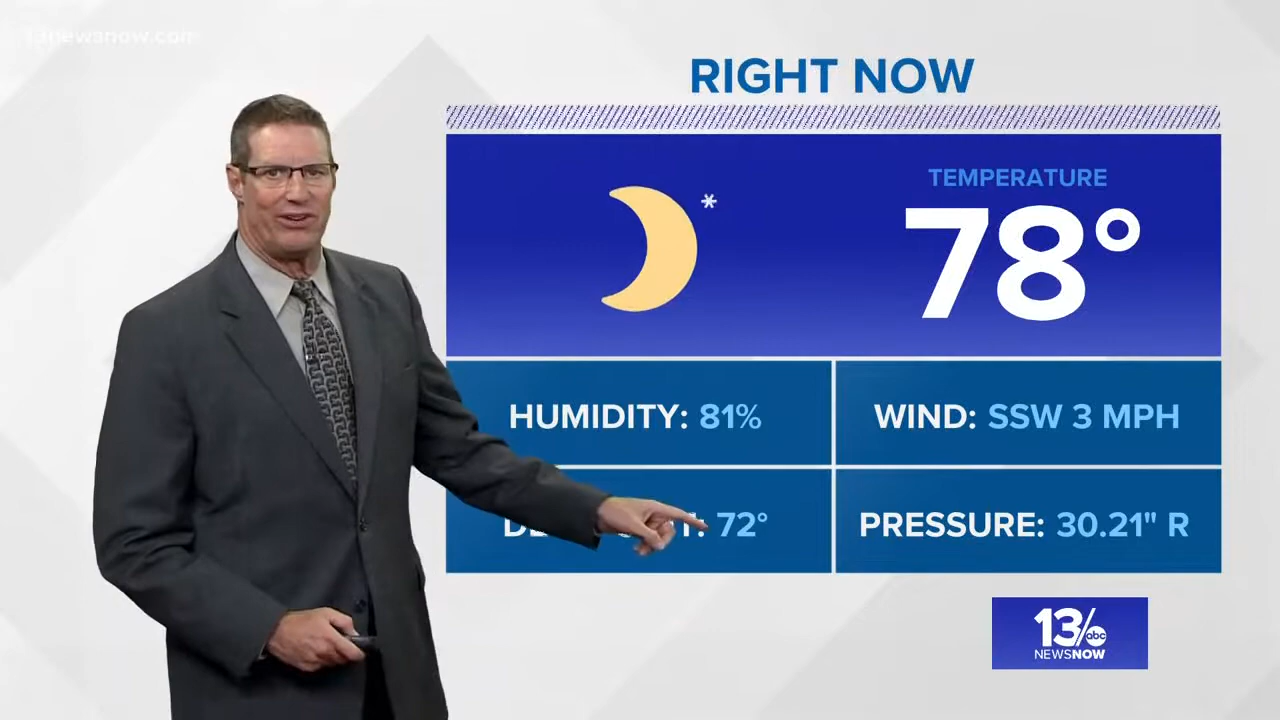 13newsnow.com
RIGHT NOW
TEMPERATURE
78°
HUMIDITY: 81%
WIND: SSW 3 MPH
72°
PRESSURE: 30.21" R
13
abc
NEWSNOW